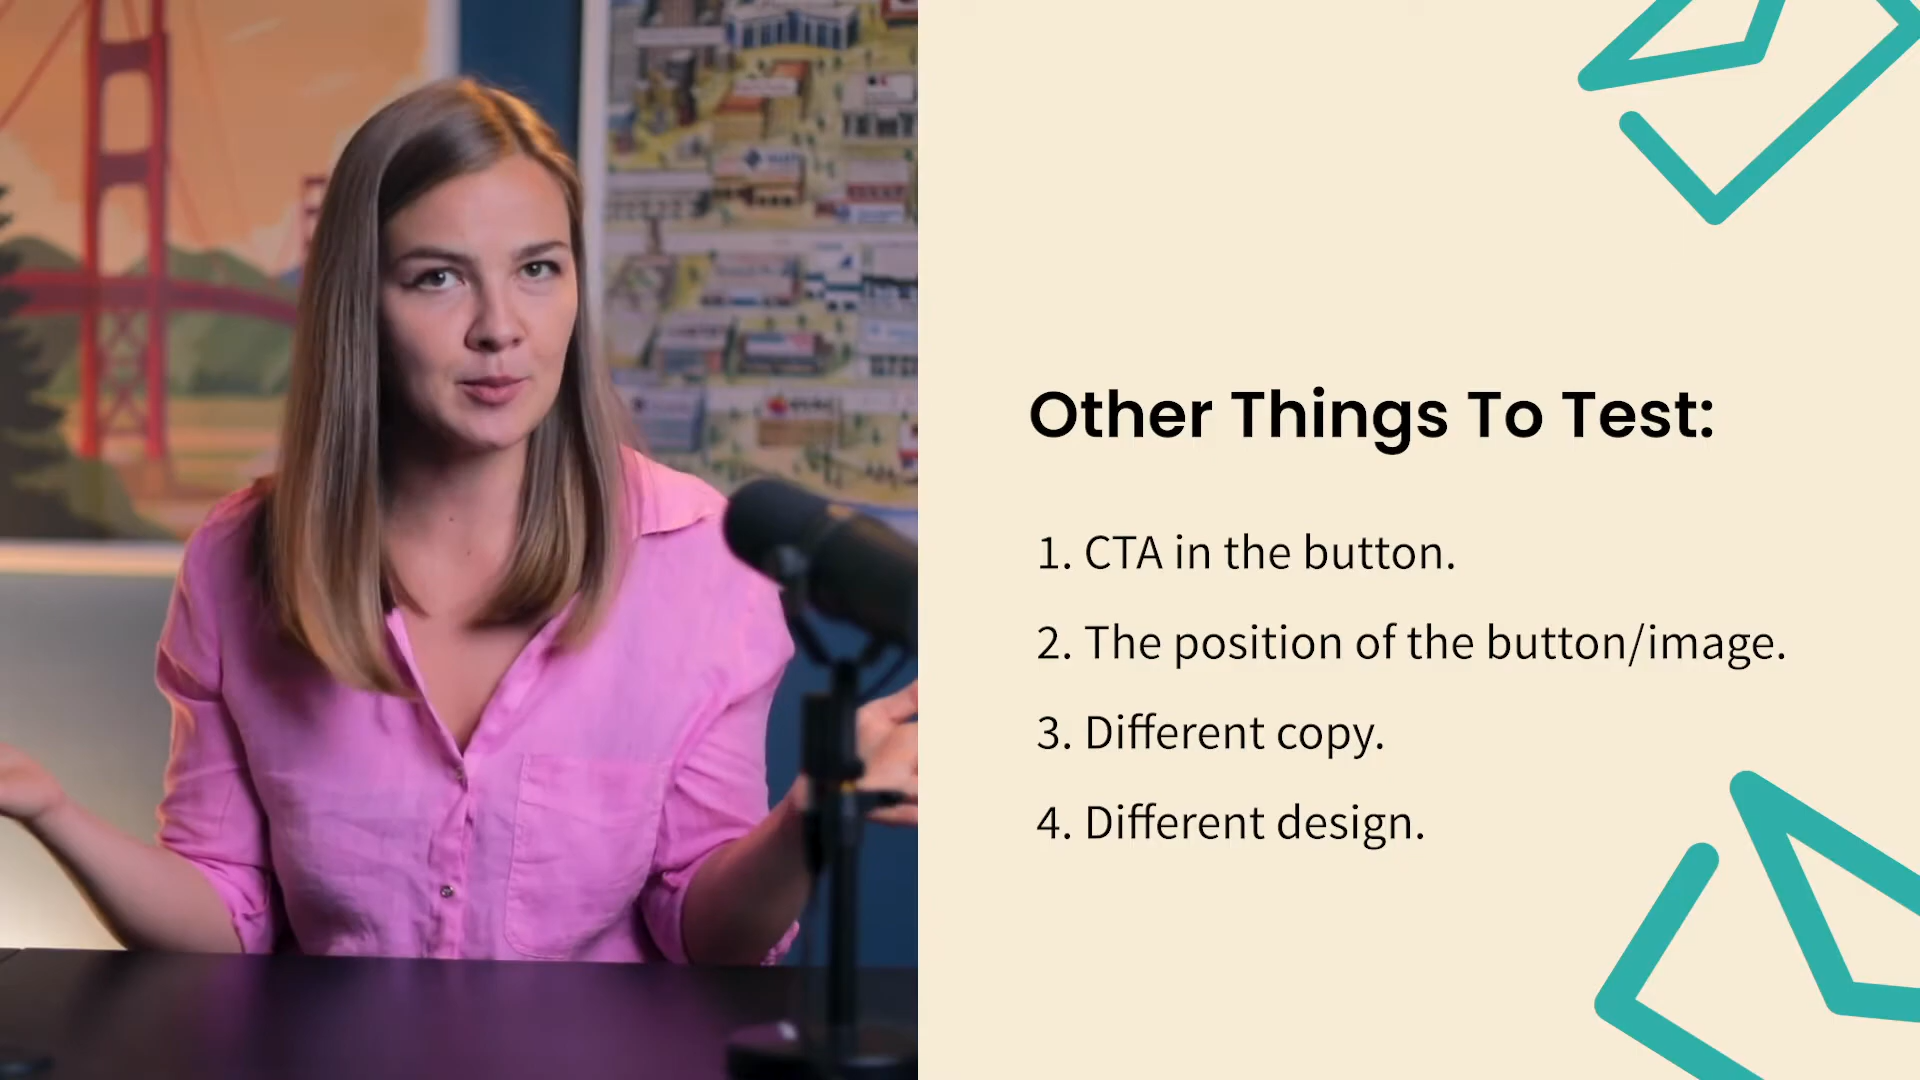 Other Things To Test:
1. CTA in the button.
2. The position of the button/image.
3. Different copy.
4. Different design.